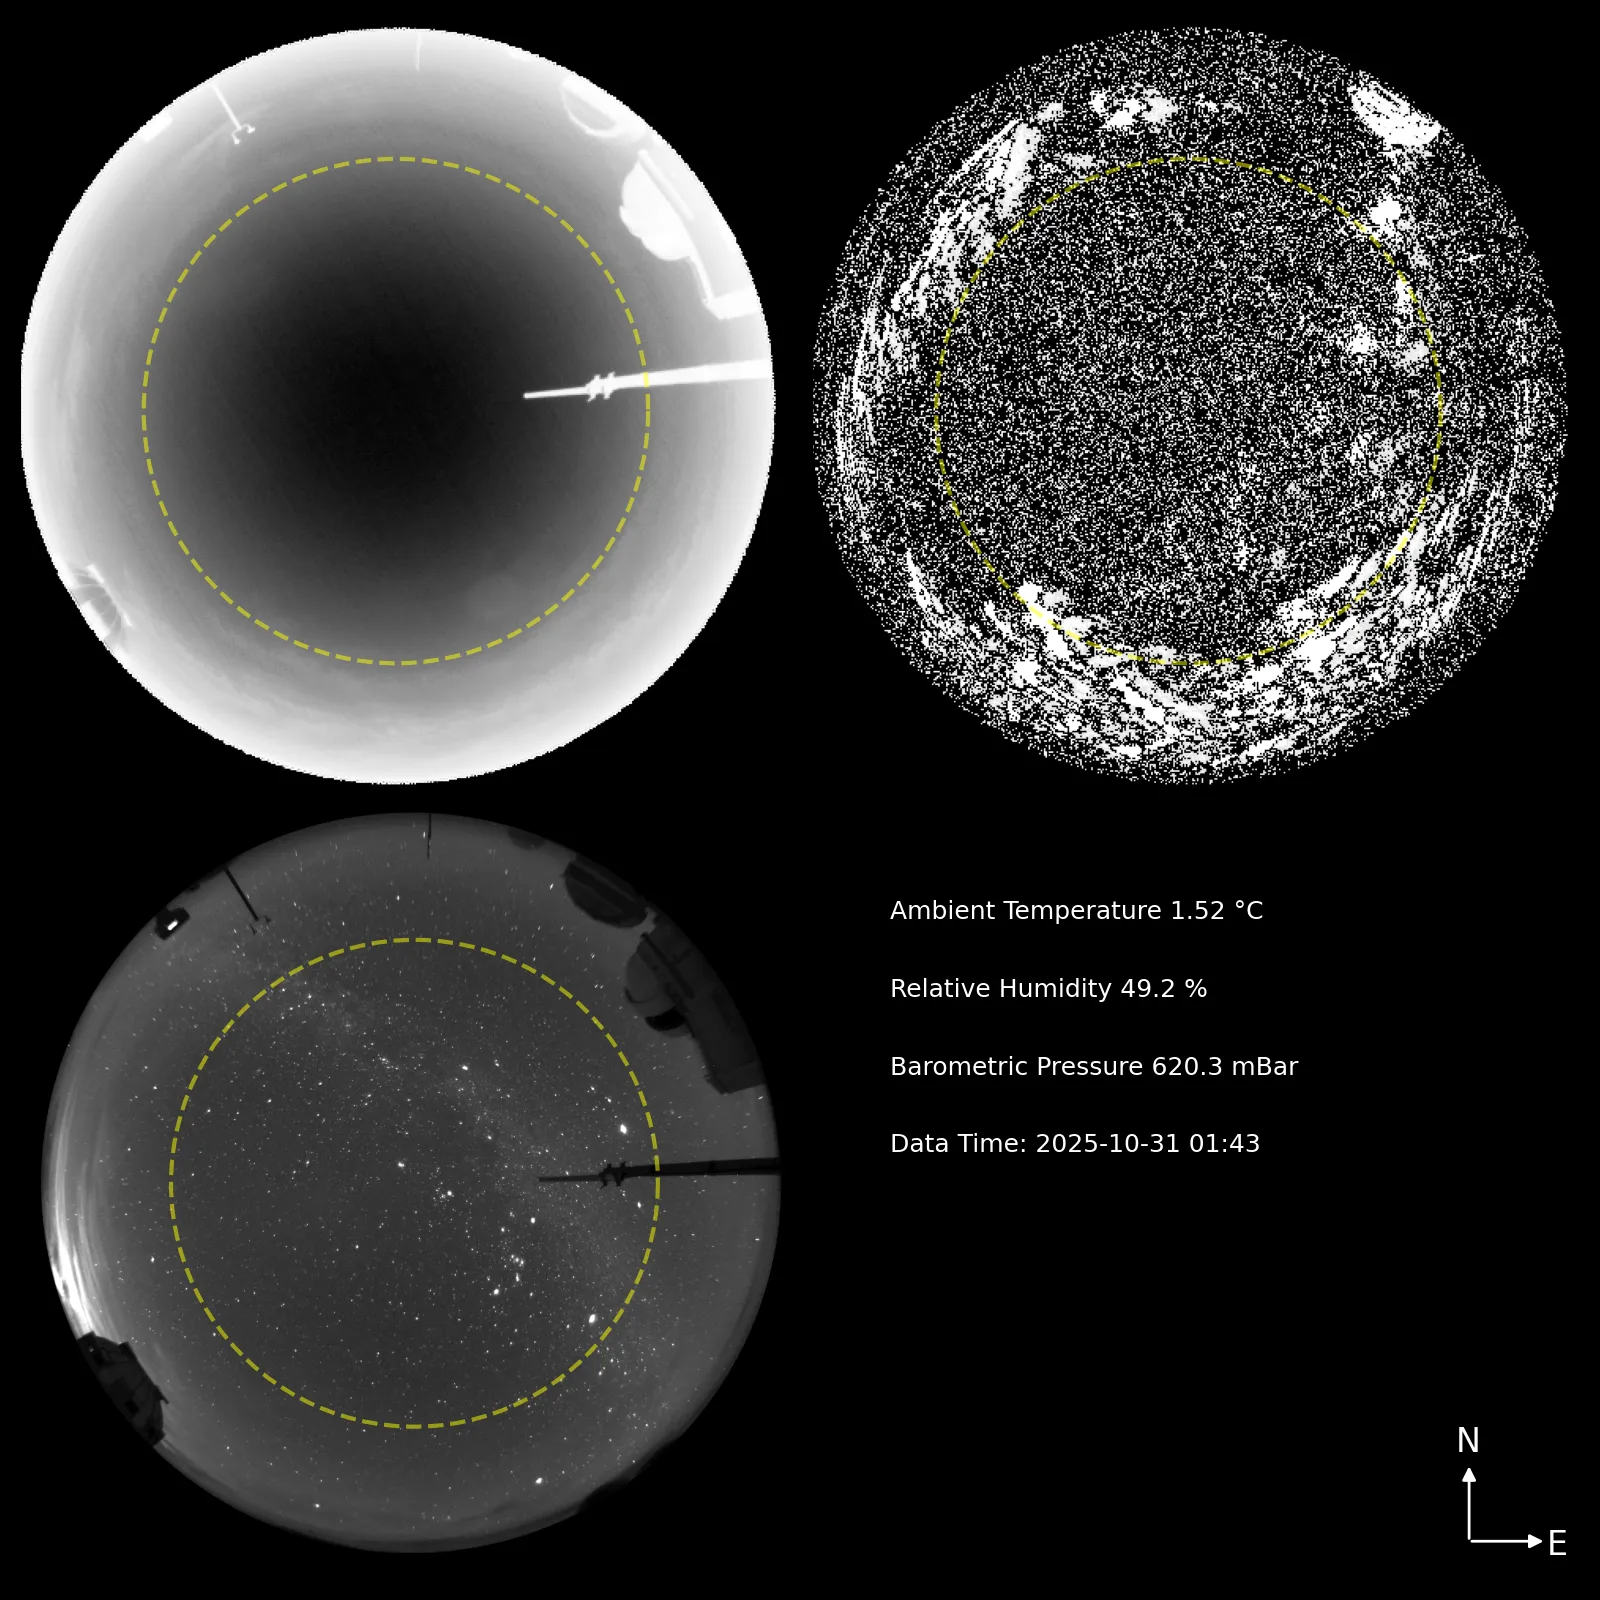 Ambient Temperature 1.52 °C
Relative Humidity 49.2 %
Barometric Pressure 620.3 mBar
Data Time: 2025-10-31 01:43
N
E